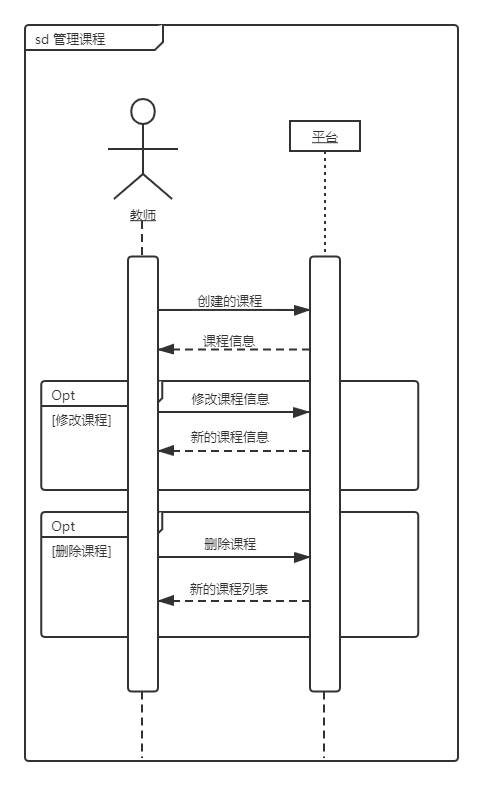 sd 管理课程
平台
教师
创建的课程
课程信息
Opt
修改课程信息
[修改课程]
新的课程信息
Opt
删除课程
[删除课程]
新的课程列表